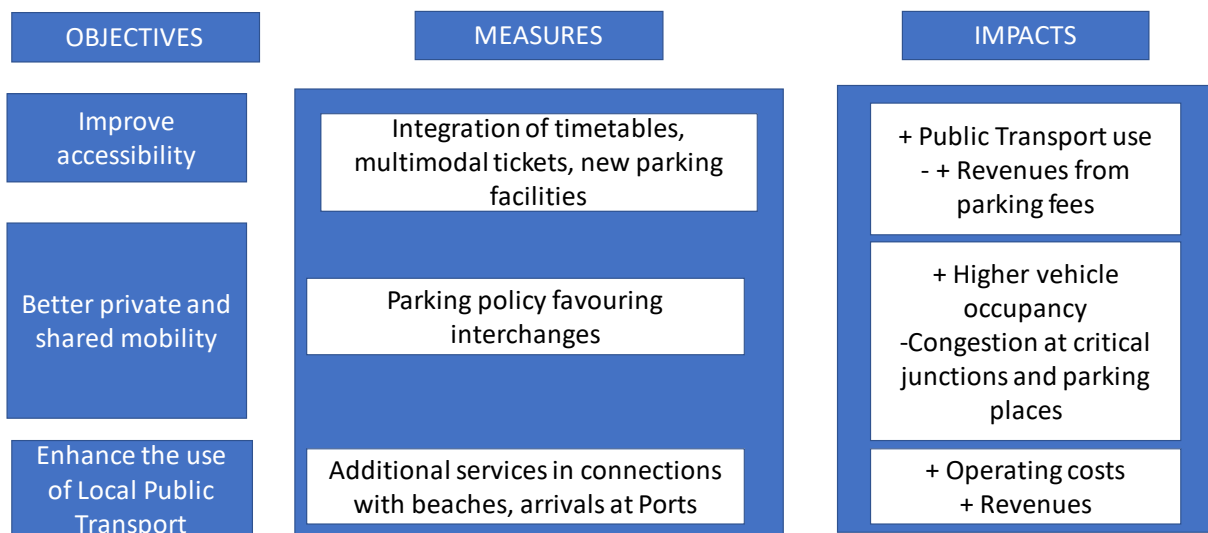 OBJECTIVES
MEASURES
IMPACTS
Improve
accessibility
Integration of timetables,
multimodal tickets, new parking
facilities
+ Public Transport use
- + Revenues from
parking fees
Better private and
shared mobility
Parking policy favouring
interchanges
+ Higher vehicle
occupancy
-Congestion at critical
junctions and parking
places
Enhance the use
of Local Public
Transport
Additional services in connections
with beaches, arrivals at Ports
+ Operating costs
+ Revenues